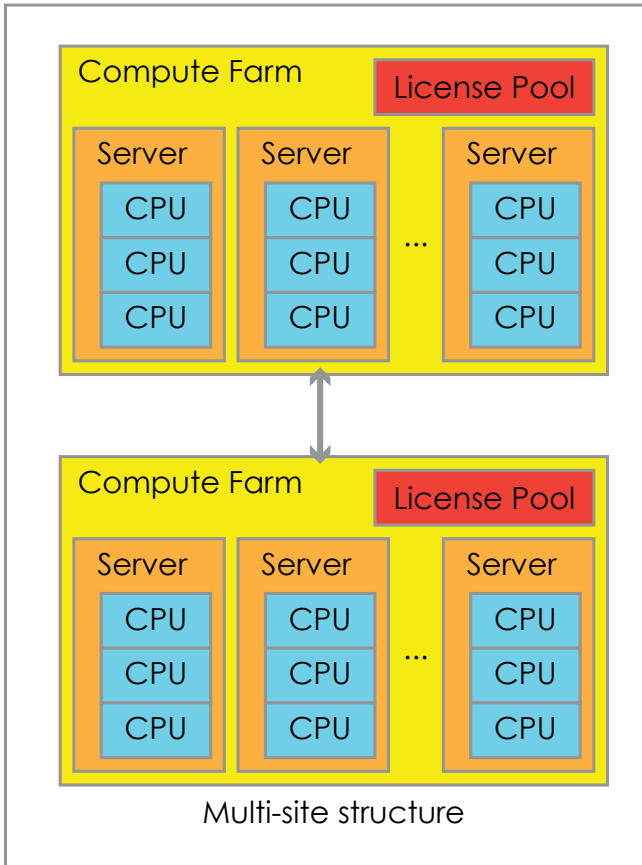 Compute Farm
License Pool
Server Server Server
CPU CPU CPU
CPU CPU ... CPU
CPU CPU CPU
Compute Farm
License Pool
Server Server Server
CPU CPU CPU
CPU CPU ... CPU
CPU CPU CPU
Multi-site structure